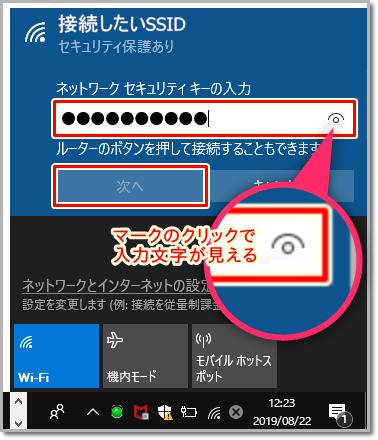 接続したいSSID
セキュリティ保護あり
ネットワーク セキュリティ キーの入力
●●●●●●●●●●
ルーターのボタンを押して接続することもできます
次へ
マークのクリックで
入力文字が見える
ネットワークとインターネットの設定
設定を変更します (例: 接続を従量制課金
Wi-Fi
機内モード
モバイル ホットス
ポット
12:23
2019/08/22
1